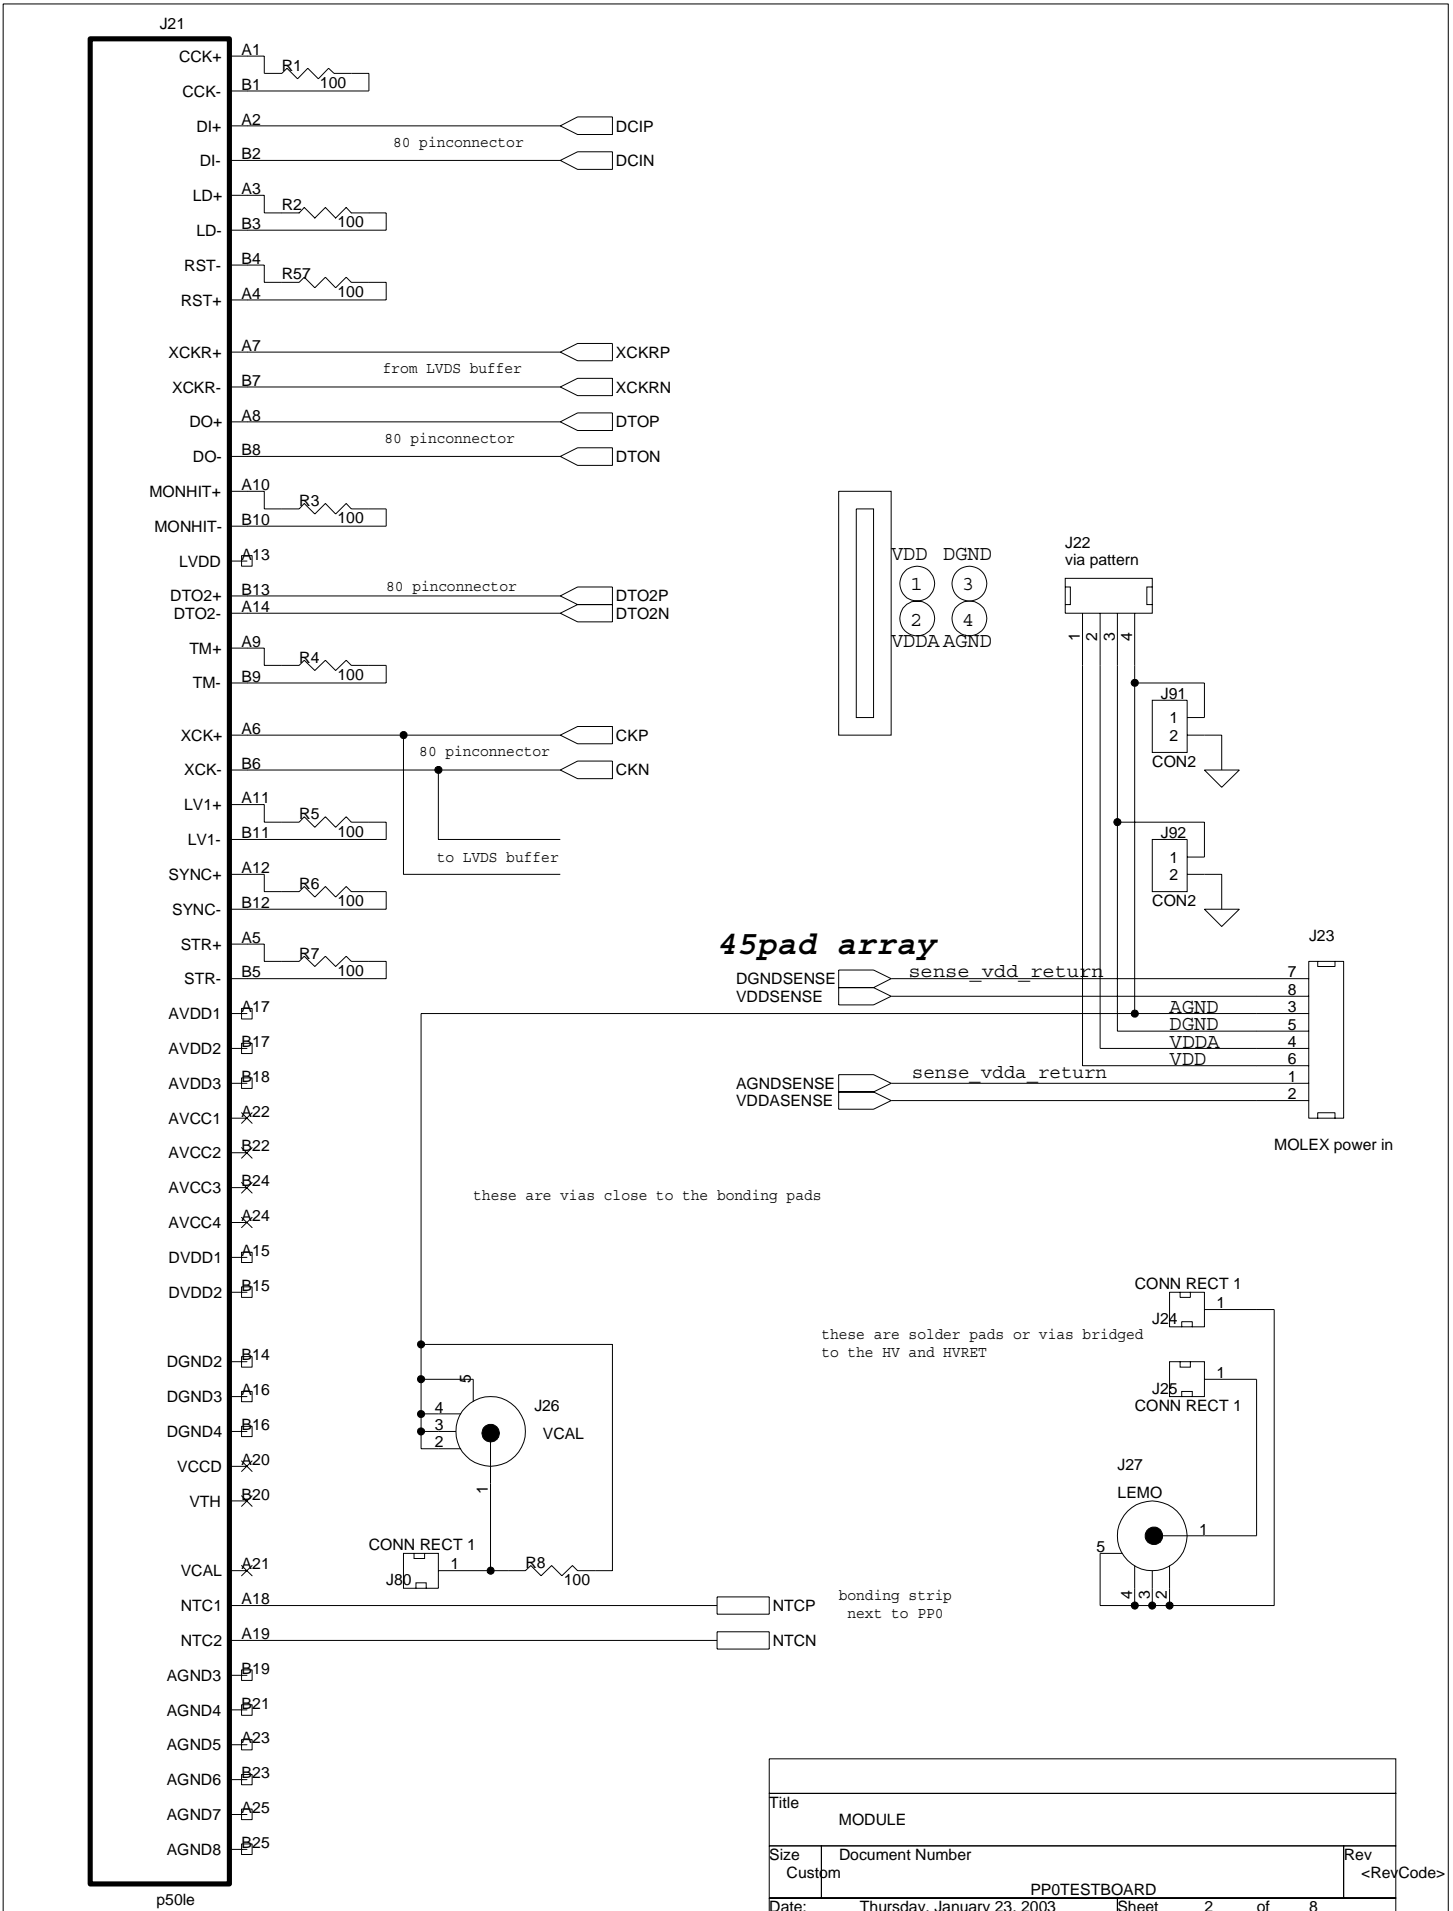 J21
CCK+ A1
R1
100
CCK- B1
DI+ A2 DCIP
80 pinconnector
DI- B2 DCIN
LD+ A3
R2
100
LD- B3
RST- B4
R57
100
RST+ A4
XCKR+ A7 XCKRP
from LVDS buffer
XCKR- B7 XCKRN
DO+ A8 DTOP
80 pinconnector
DO- B8 DTON
MONHIT+ A10
R3
100
MONHIT- B10
LVDD A13
DTO2+ B13 80 pinconnector DTO2P
DTO2- A14 DTO2N
TM+ A9
R4
100
TM- B9
XCK+ A6 CKP
80 pinconnector
XCK- B6 CKN
LV1+ A11
R5
100
LV1- B11
to LVDS buffer
SYNC+ A12
R6
100
SYNC- B12
STR+ A5
R7
100
STR- B5
AVDD1 A17
AVDD2 B17
AVDD3 B18
AVCC1 A22
AVCC2 B22
AVCC3 B24
AVCC4 A24
DVDD1 A15
DVDD2 B15
DGND2 B14
DGND3 A16
DGND4 B16
VCCD A20
VTH B20
VCAL A21
NTC1 A18 NTCP
NTC2 A19 NTCN
AGND3 B19
AGND4 B21
AGND5 A23
AGND6 B23
AGND7 A25
AGND8 B25
p50le
VDD DGND
1 3
2 4
VDDA AGND
J22
via pattern
1 2 3 4
J91
1
2
CON2
J92
1
2
CON2
45pad array
J23
DGNDSENSE sense_vdd_return 7
VDDSENSE 8
AGND 3
DGND 5
VDDA 4
VDD 6
AGNDSENSE sense_vdda_return 1
VDDASENSE 2
MOLEX power in
these are vias close to the bonding pads
5
4
3
2
J26
VCAL
1
CONN RECT 1
J80
1
R8
100
CONN RECT 1
J24
1
these are solder pads or vias bridged
to the HV and HVRET
J25
1
CONN RECT 1
J27
LEMO
1
5
4 3 2
bonding strip
next to PP0
Title
MODULE
Size Document Number Rev
Custom <RevCode>
PP0TESTBOARD
Date: Thursday, January 23, 2003 Sheet 2 of 8